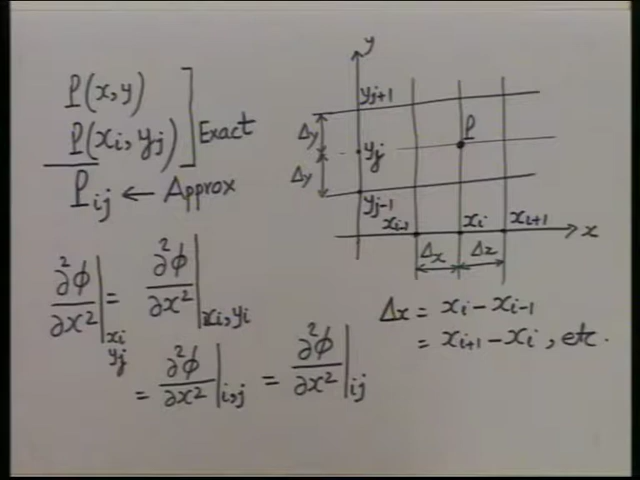 P(x,y)
P(xi, yj) ] Exact
Pij ← Approx
∂²ϕ/∂x²|xi yj = ∂²ϕ/∂x²|xi,yi
= ∂²ϕ/∂x²|i,j = ∂²ϕ/∂x²|ij
y
yj+1
Δy
P
yj
Δy
yj-1
xi-1 xi xi+1 x
Δx Δx
Δx = xi - xi-1
= xi+1 - xi, etc.